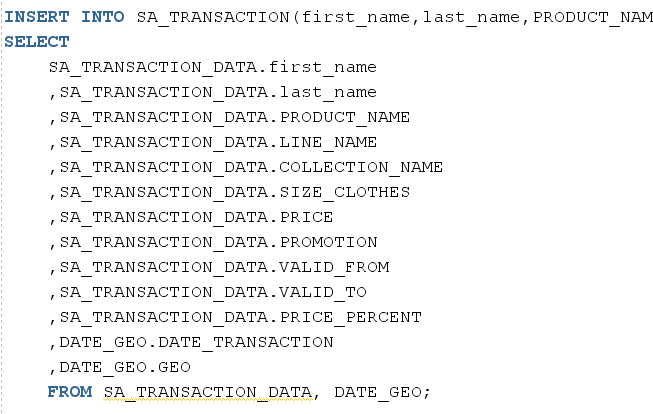 INSERT INTO SA_TRANSACTION(first_name,last_name,PRODUCT_NAM
SELECT
SA_TRANSACTION_DATA.first_name
,SA_TRANSACTION_DATA.last_name
,SA_TRANSACTION_DATA.PRODUCT_NAME
,SA_TRANSACTION_DATA.LINE_NAME
,SA_TRANSACTION_DATA.COLLECTION_NAME
,SA_TRANSACTION_DATA.SIZE_CLOTHES
,SA_TRANSACTION_DATA.PRICE
,SA_TRANSACTION_DATA.PROMOTION
,SA_TRANSACTION_DATA.VALID_FROM
,SA_TRANSACTION_DATA.VALID_TO
,SA_TRANSACTION_DATA.PRICE_PERCENT
,DATE_GEO.DATE_TRANSACTION
,DATE_GEO.GEO
FROM SA_TRANSACTION_DATA, DATE_GEO;